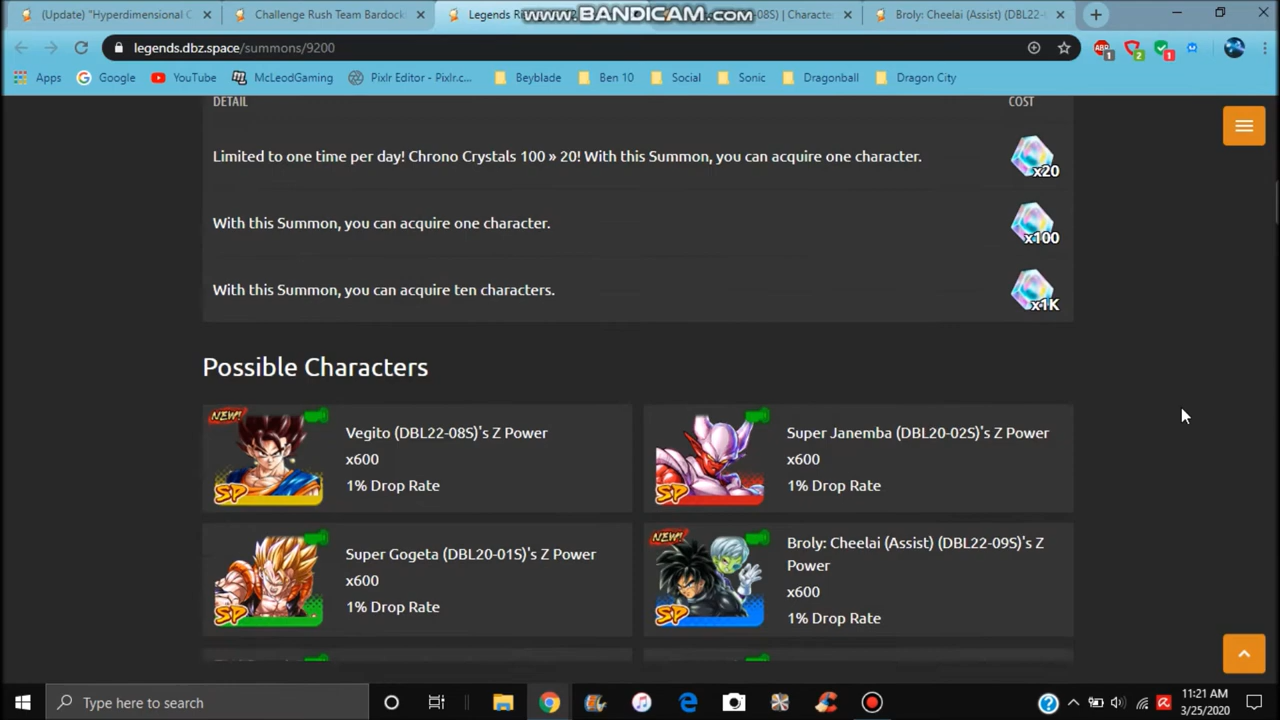 (Update) "Hyperdimensional C
Challenge Rush Team Bardock
Legends R
www.BANDICAM.com
08S) | Characte
Broly: Cheelai (Assist) (DBL22-
legends.dbz.space/summons/9200
ABP
1
2
1
Apps
Google
YouTube
McLeodGaming
Pixlr Editor - Pixlr.c...
Beyblade
Ben 10
Social
Sonic
Dragonball
Dragon City
DETAIL
COST
Limited to one time per day! Chrono Crystals 100 » 20! With this Summon, you can acquire one character.
x20
With this Summon, you can acquire one character.
x100
With this Summon, you can acquire ten characters.
x1K
Possible Characters
NEW!
SP
Vegito (DBL22-08S)'s Z Power
x600
1% Drop Rate
SP
Super Janemba (DBL20-02S)'s Z Power
x600
1% Drop Rate
SP
Super Gogeta (DBL20-01S)'s Z Power
x600
1% Drop Rate
NEW!
SP
Broly: Cheelai (Assist) (DBL22-09S)'s Z
Power
x600
1% Drop Rate
Type here to search
11:21 AM
3/25/2020